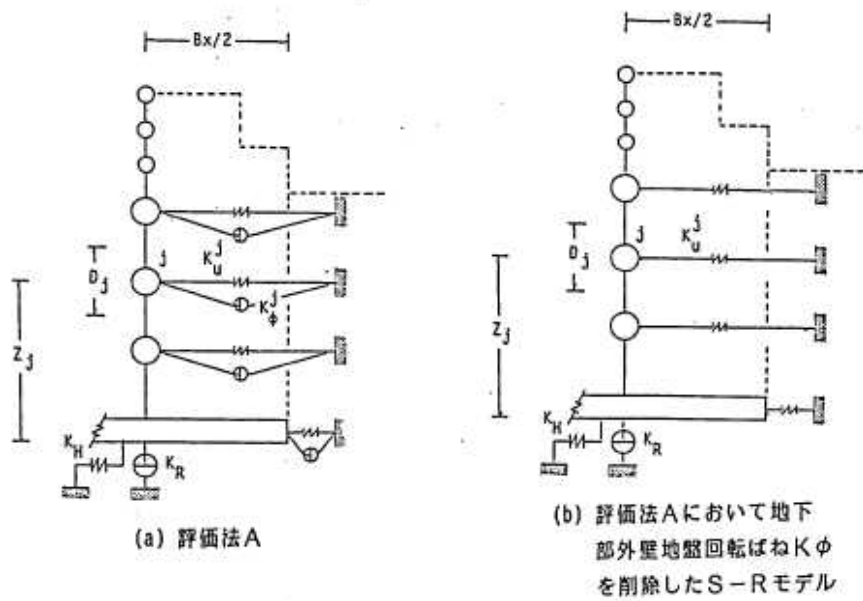 Bx/2
Bx/2
j
K_u^j
D_j
K_φ^j
Z_j
K_H
K_R
j
K_u^j
D_j
Z_j
K_H
K_R
(a) 評価法A
(b) 評価法Aにおいて地下
部外壁地盤回転ばねKφ
を削除したS-Rモデル